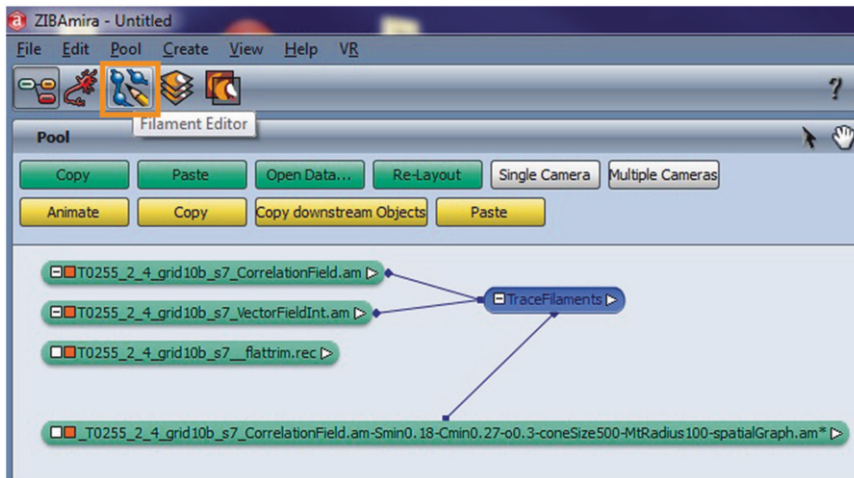 ZIBAmira - Untitled
File Edit Pool Create View Help VR
?
Filament Editor
Pool
Copy Paste Open Data... Re-Layout Single Camera Multiple Cameras
Animate Copy Copy downstream Objects Paste
T0255_2_4_grid10b_s7_CorrelationField.am
TraceFilaments
T0255_2_4_grid10b_s7_VectorFieldInt.am
T0255_2_4_grid10b_s7__flattrim.rec
_T0255_2_4_grid10b_s7_CorrelationField.am-Smin0.18-Cmin0.27-o0.3-coneSize500-MtRadius100-spatialGraph.am*